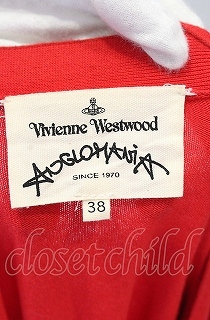 Vivienne Westwood
ANGLOMANIA
SINCE 1970
38
closetchild